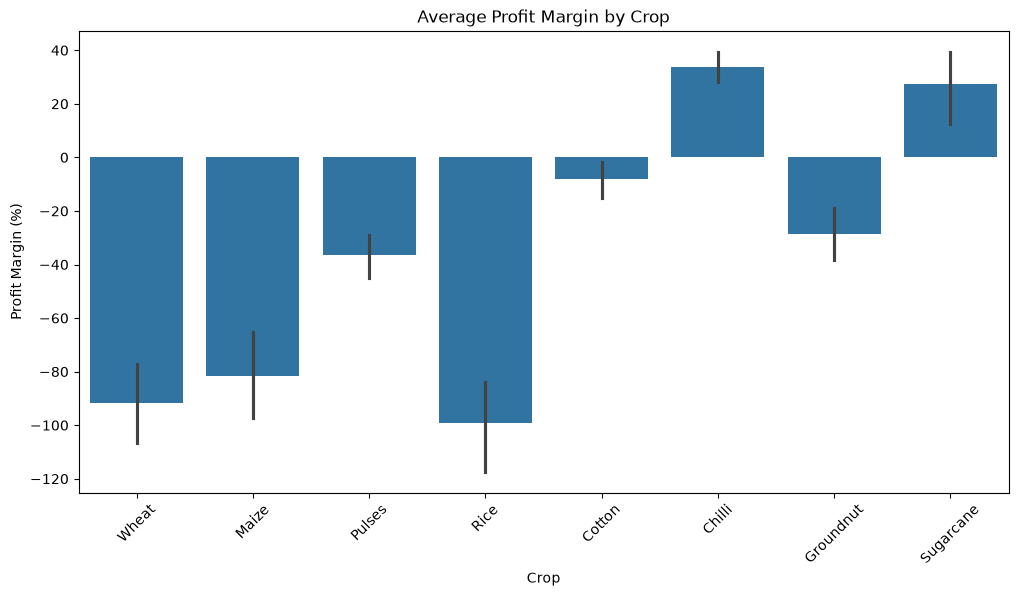 Average Profit Margin by Crop
Profit Margin (%)
40
20
0
−20
−40
−60
−80
−100
−120
Wheat
Maize
Pulses
Rice
Cotton
Chilli
Groundnut
Sugarcane
Crop